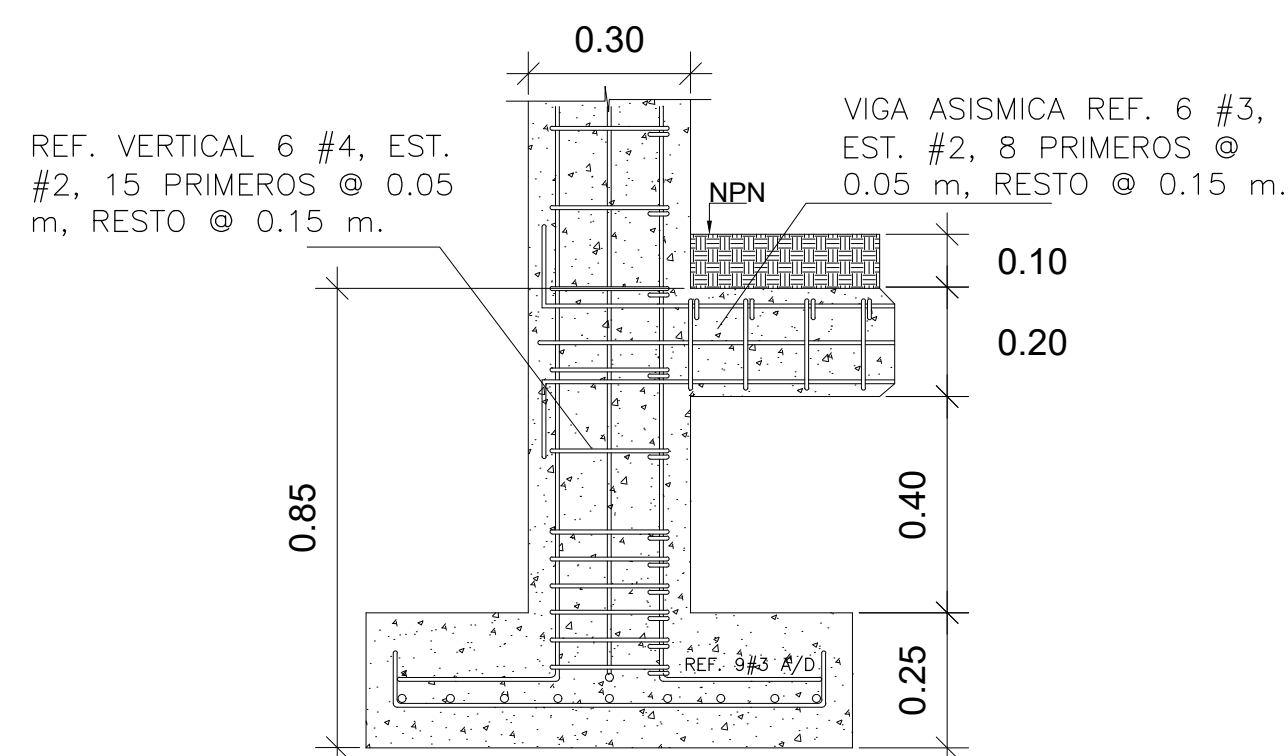 0.30
REF. VERTICAL 6 #4, EST.
#2, 15 PRIMEROS @ 0.05
m, RESTO @ 0.15 m.
VIGA ASISMICA REF. 6 #3,
EST. #2, 8 PRIMEROS @
0.05 m, RESTO @ 0.15 m.
NPN
0.10
0.20
0.85
0.40
REF. 9#3 A/D
0.25